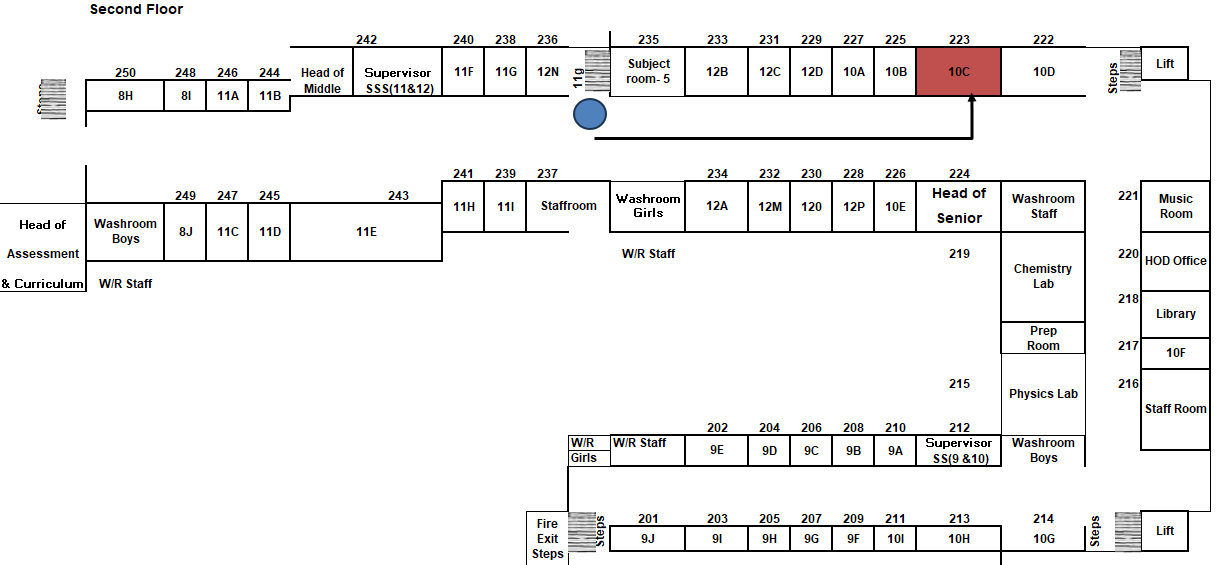 Second Floor
242 240 238 236 235 233 231 229 227 225 223 222
250 248 246 244
Head of Middle
Supervisor SSS(11&12)
11F 11G 12N
11g
Subject room- 5
12B 12C 12D 10A 10B 10C 10D
Steps
Lift
8H 8I 11A 11B
241 239 237 234 232 230 228 226 224
249 247 245 243
221
Head of Assessment & Curriculum
Washroom Boys
8J 11C 11D 11E
11H 11I Staffroom
Washroom Girls
12A 12M 120 12P 10E
Head of Senior
Washroom Staff
Music Room
W/R Staff
W/R Staff
219
Chemistry Lab
220
HOD Office
218
Library
Prep Room
217
10F
215
Physics Lab
216
Staff Room
202 204 206 208 210 212
W/R Girls
W/R Staff
9E 9D 9C 9B 9A
Supervisor SS(9 &10)
Washroom Boys
201 203 205 207 209 211 213 214
Fire Exit Steps
Steps
9J 9I 9H 9G 9F 10I 10H 10G
Steps
Lift